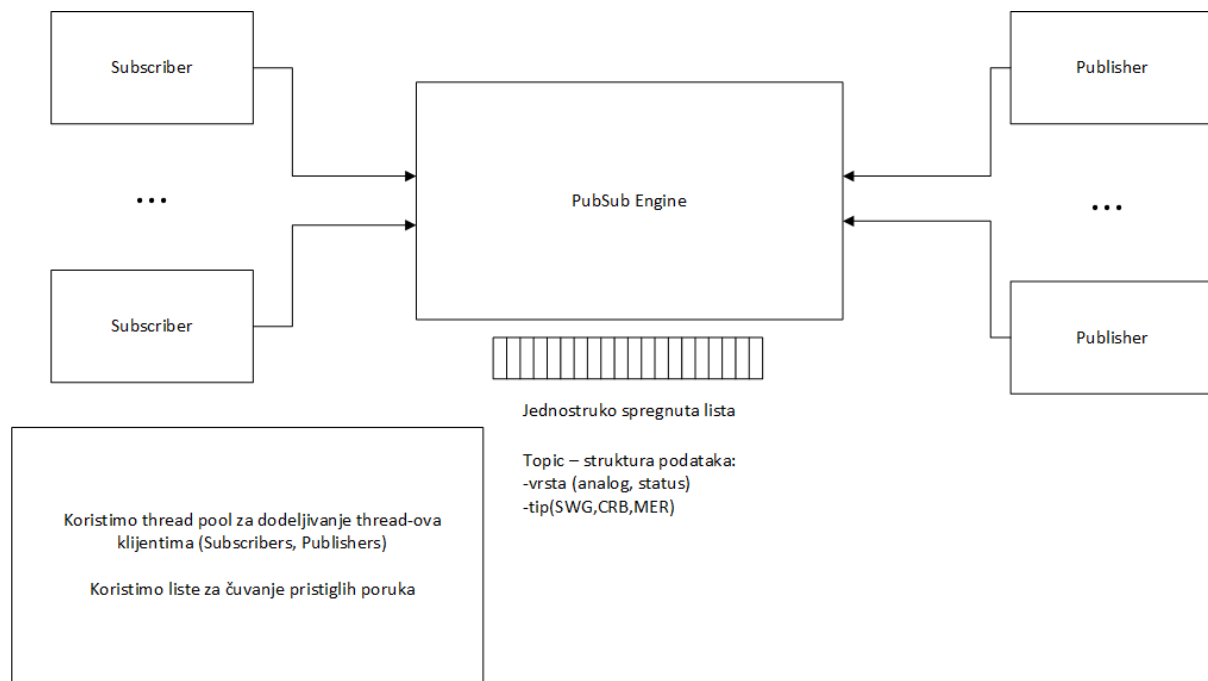 Subscriber
Publisher
PubSub Engine
...
...
Subscriber
Publisher
Jednostruko spregnuta lista
Topic – struktura podataka:
-vrsta (analog, status)
-tip(SWG,CRB,MER)
Koristimo thread pool za dodeljivanje thread-ova
klijentima (Subscribers, Publishers)
Koristimo liste za čuvanje pristiglih poruka